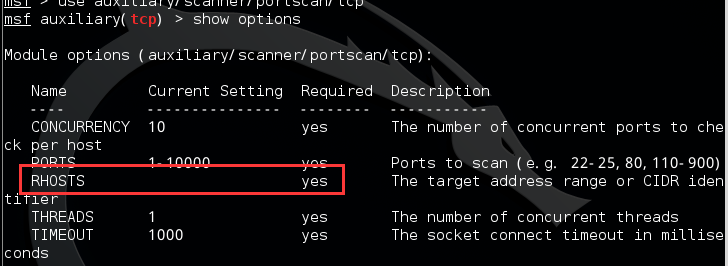 msf > use auxiliary/scanner/portscan/tcp
msf auxiliary(tcp) > show options
Module options (auxiliary/scanner/portscan/tcp):
Name Current Setting Required Description
---- --------------- -------- -----------
CONCURRENCY 10 yes The number of concurrent ports to che
ck per host
PORTS 1-10000 yes Ports to scan (e.g. 22-25,80,110-900)
RHOSTS yes The target address range or CIDR iden
tifier
THREADS 1 yes The number of concurrent threads
TIMEOUT 1000 yes The socket connect timeout in millise
conds